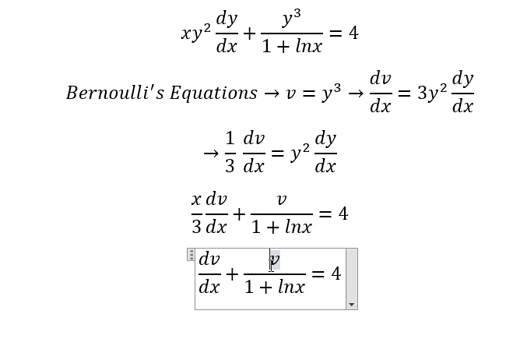 xy² dy/dx + y³/(1 + lnx) = 4
Bernoulli′s Equations → v = y³ → dv/dx = 3y² dy/dx
→ 1/3 dv/dx = y² dy/dx
x/3 dv/dx + v/(1 + lnx) = 4
dv/dx + v/(1 + lnx) = 4